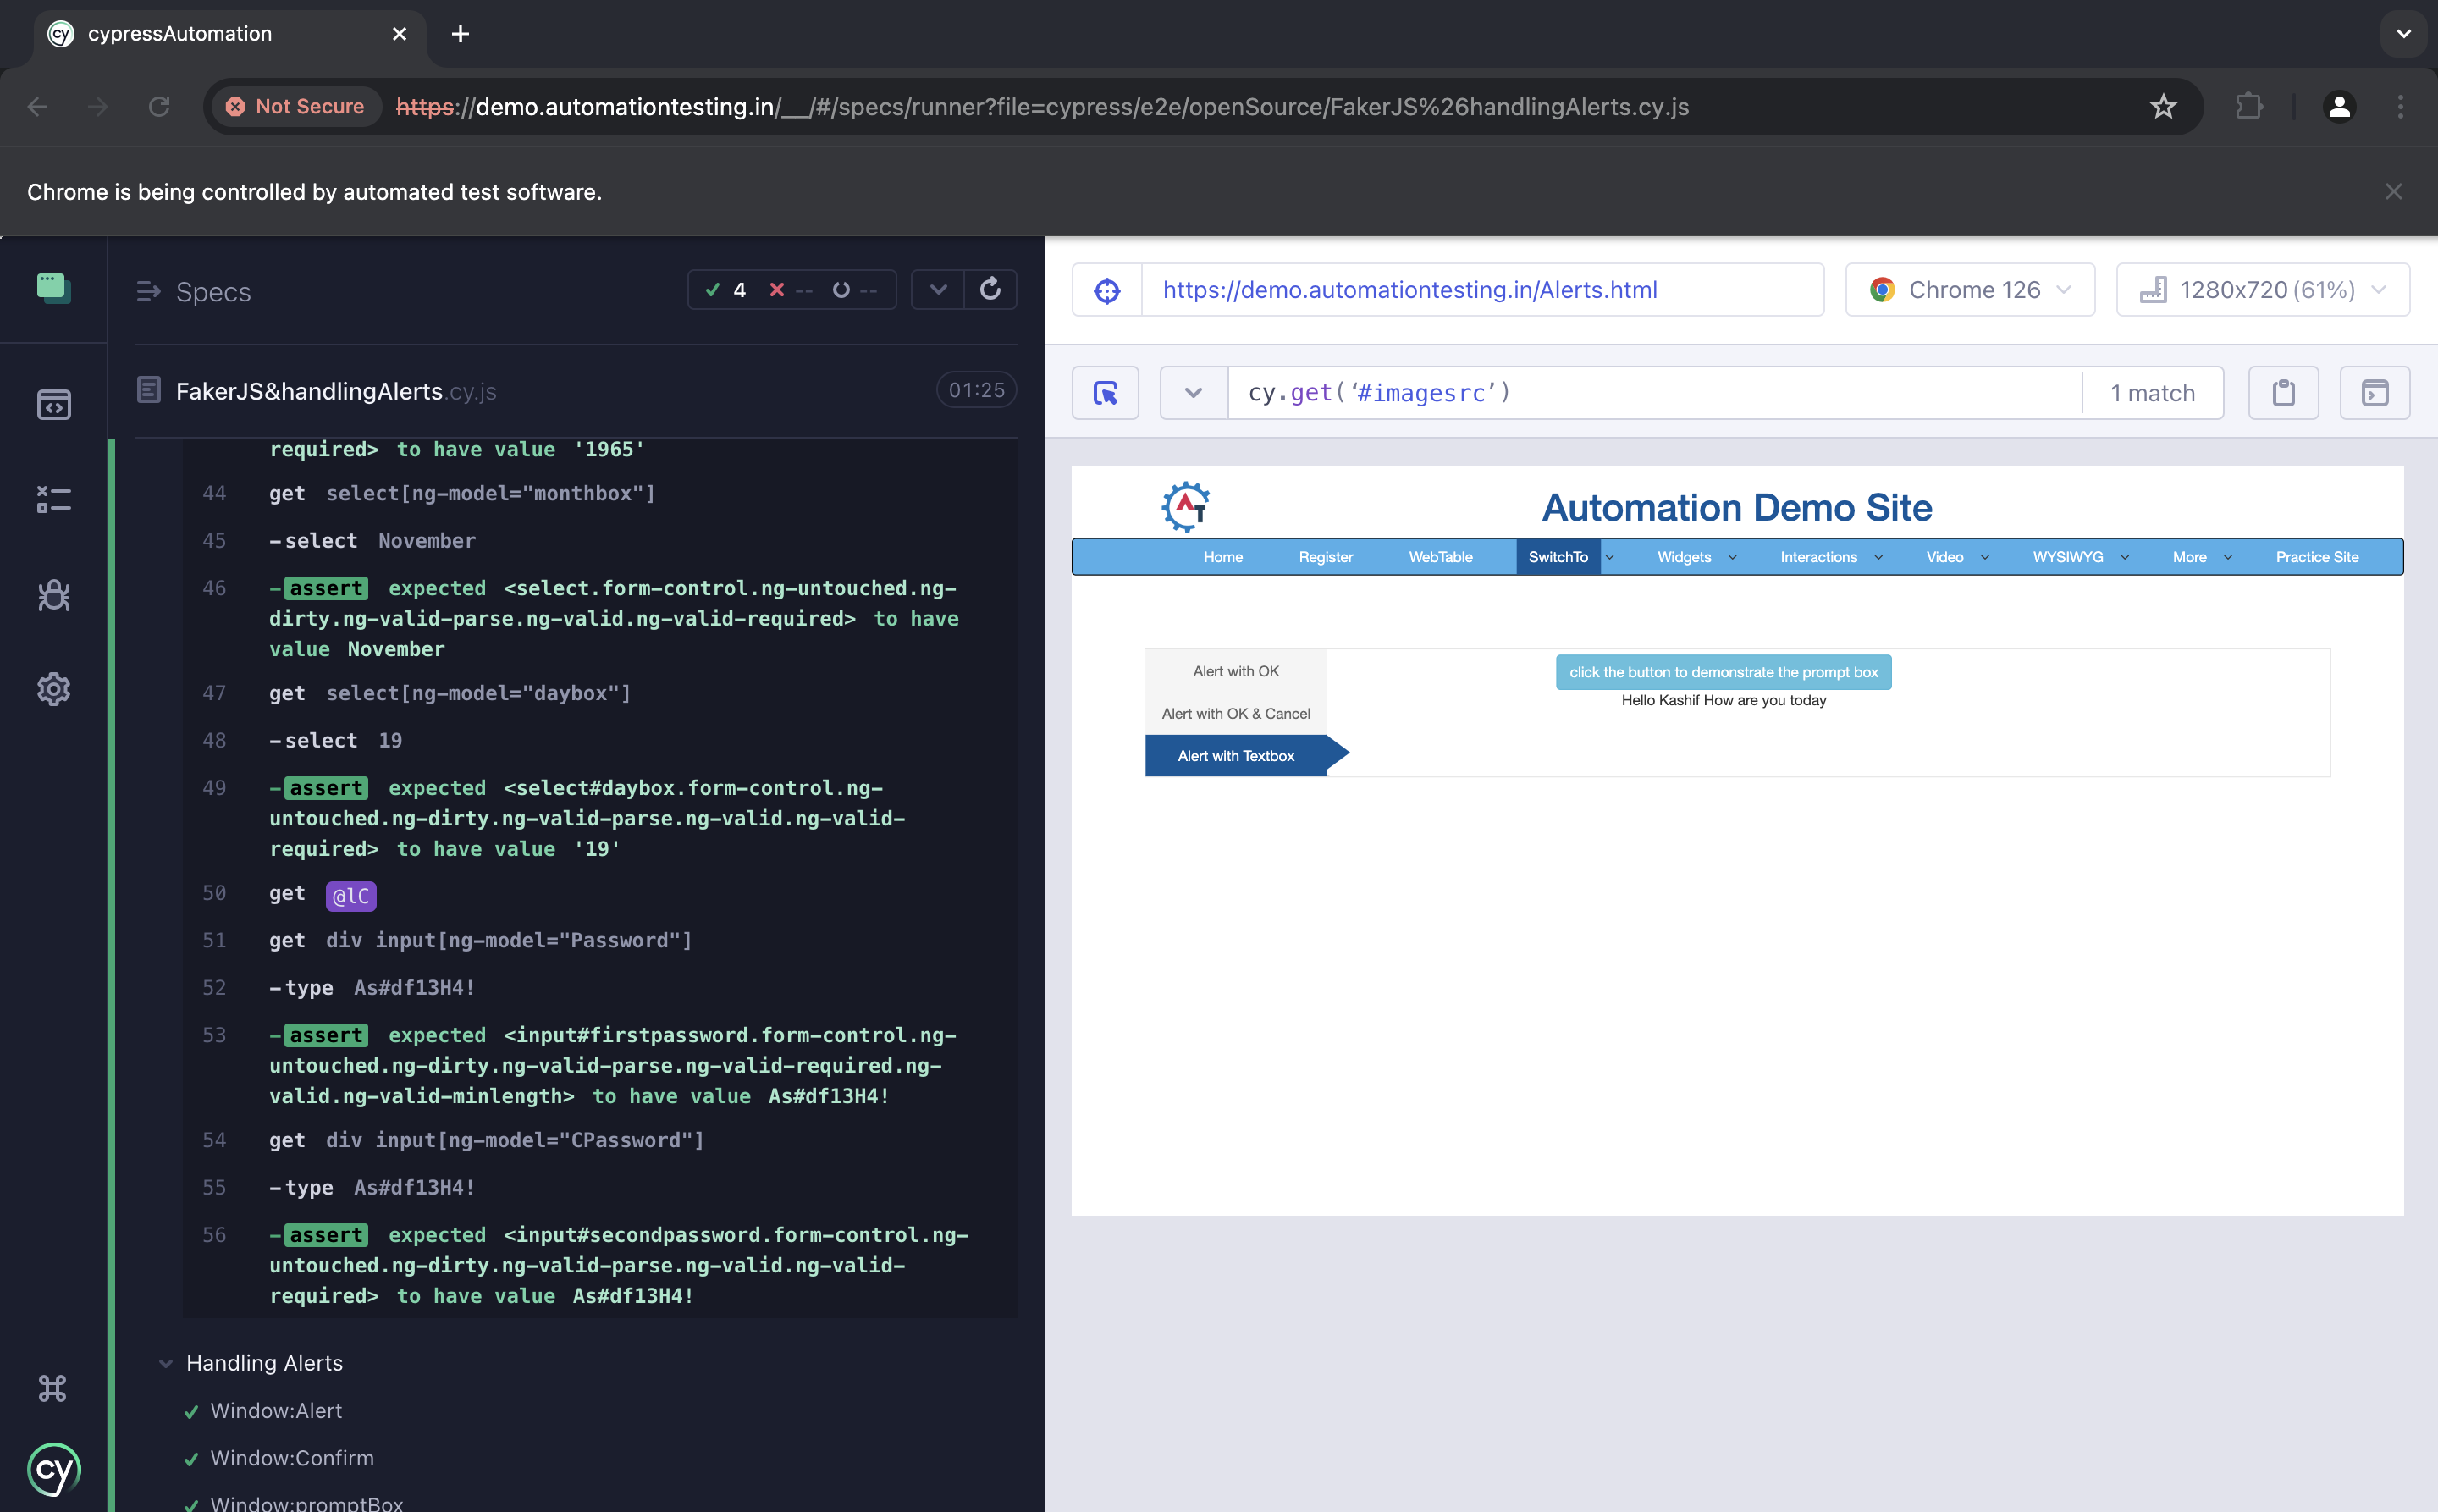 cypressAutomation
Not Secure https://demo.automationtesting.in/__/#/specs/runner?file=cypress/e2e/openSource/FakerJS%26handlingAlerts.cy.js
Chrome is being controlled by automated test software.
Specs 4 -- --
https://demo.automationtesting.in/Alerts.html Chrome 126 1280x720 (61%)
FakerJS&handlingAlerts.cy.js 01:25
cy.get(‘#imagesrc’) 1 match
required> to have value '1965'
44 get select[ng-model="monthbox"]
45 -select November
46 -assert expected <select.form-control.ng-untouched.ng-
dirty.ng-valid-parse.ng-valid.ng-valid-required> to have
value November
47 get select[ng-model="daybox"]
48 -select 19
49 -assert expected <select#daybox.form-control.ng-
untouched.ng-dirty.ng-valid-parse.ng-valid.ng-valid-
required> to have value '19'
50 get @lC
51 get div input[ng-model="Password"]
52 -type As#df13H4!
53 -assert expected <input#firstpassword.form-control.ng-
untouched.ng-dirty.ng-valid-parse.ng-valid-required.ng-
valid.ng-valid-minlength> to have value As#df13H4!
54 get div input[ng-model="CPassword"]
55 -type As#df13H4!
56 -assert expected <input#secondpassword.form-control.ng-
untouched.ng-dirty.ng-valid-parse.ng-valid.ng-valid-
required> to have value As#df13H4!
Handling Alerts
Window:Alert
Window:Confirm
Window:promptBox
cy
AT
Automation Demo Site
Home Register WebTable SwitchTo Widgets Interactions Video WYSIWYG More Practice Site
Alert with OK
Alert with OK & Cancel
Alert with Textbox
click the button to demonstrate the prompt box
Hello Kashif How are you today